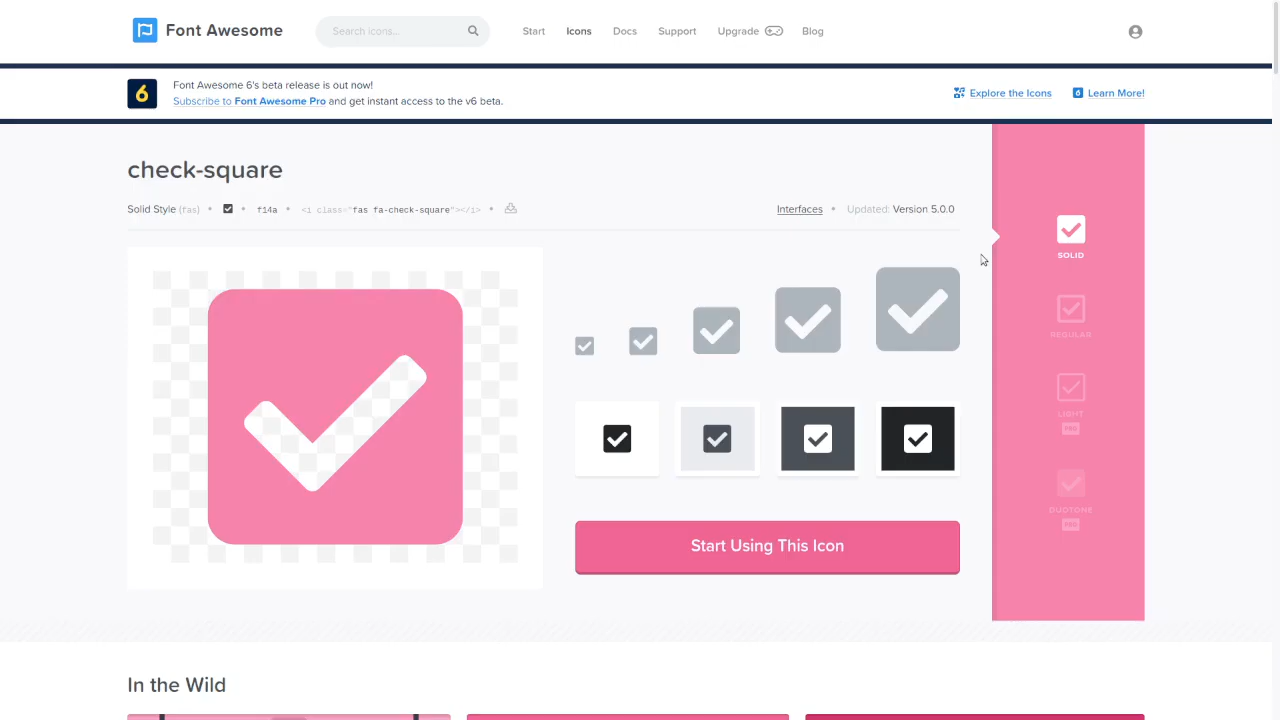 Font Awesome
Search icons...
Start
Icons
Docs
Support
Upgrade
Blog
6
Font Awesome 6's beta release is out now!
Subscribe to Font Awesome Pro and get instant access to the v6 beta.
Explore the Icons
6 Learn More!
check-square
Solid Style (fas) • • f14a • <i class="fas fa-check-square"></i> •
Interfaces • Updated: Version 5.0.0
SOLID
REGULAR
LIGHT
PRO
DUOTONE
PRO
Start Using This Icon
In the Wild